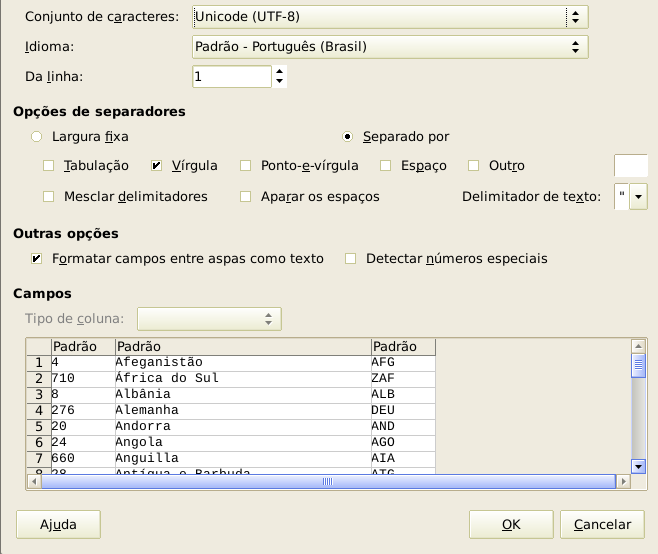 Conjunto de caracteres: Unicode (UTF-8)
Idioma: Padrão - Português (Brasil)
Da linha: 1
Opções de separadores
Largura fixa Separado por
Tabulação Vírgula Ponto-e-vírgula Espaço Outro
Mesclar delimitadores Aparar os espaços Delimitador de texto: "
Outras opções
Formatar campos entre aspas como texto Detectar números especiais
Campos
Tipo de coluna:
Padrão Padrão Padrão
1 4 Afeganistão AFG
2 710 África do Sul ZAF
3 8 Albânia ALB
4 276 Alemanha DEU
5 20 Andorra AND
6 24 Angola AGO
7 660 Anguilla AIA
8 28 Antígua e Barbuda ATG
Ajuda OK Cancelar